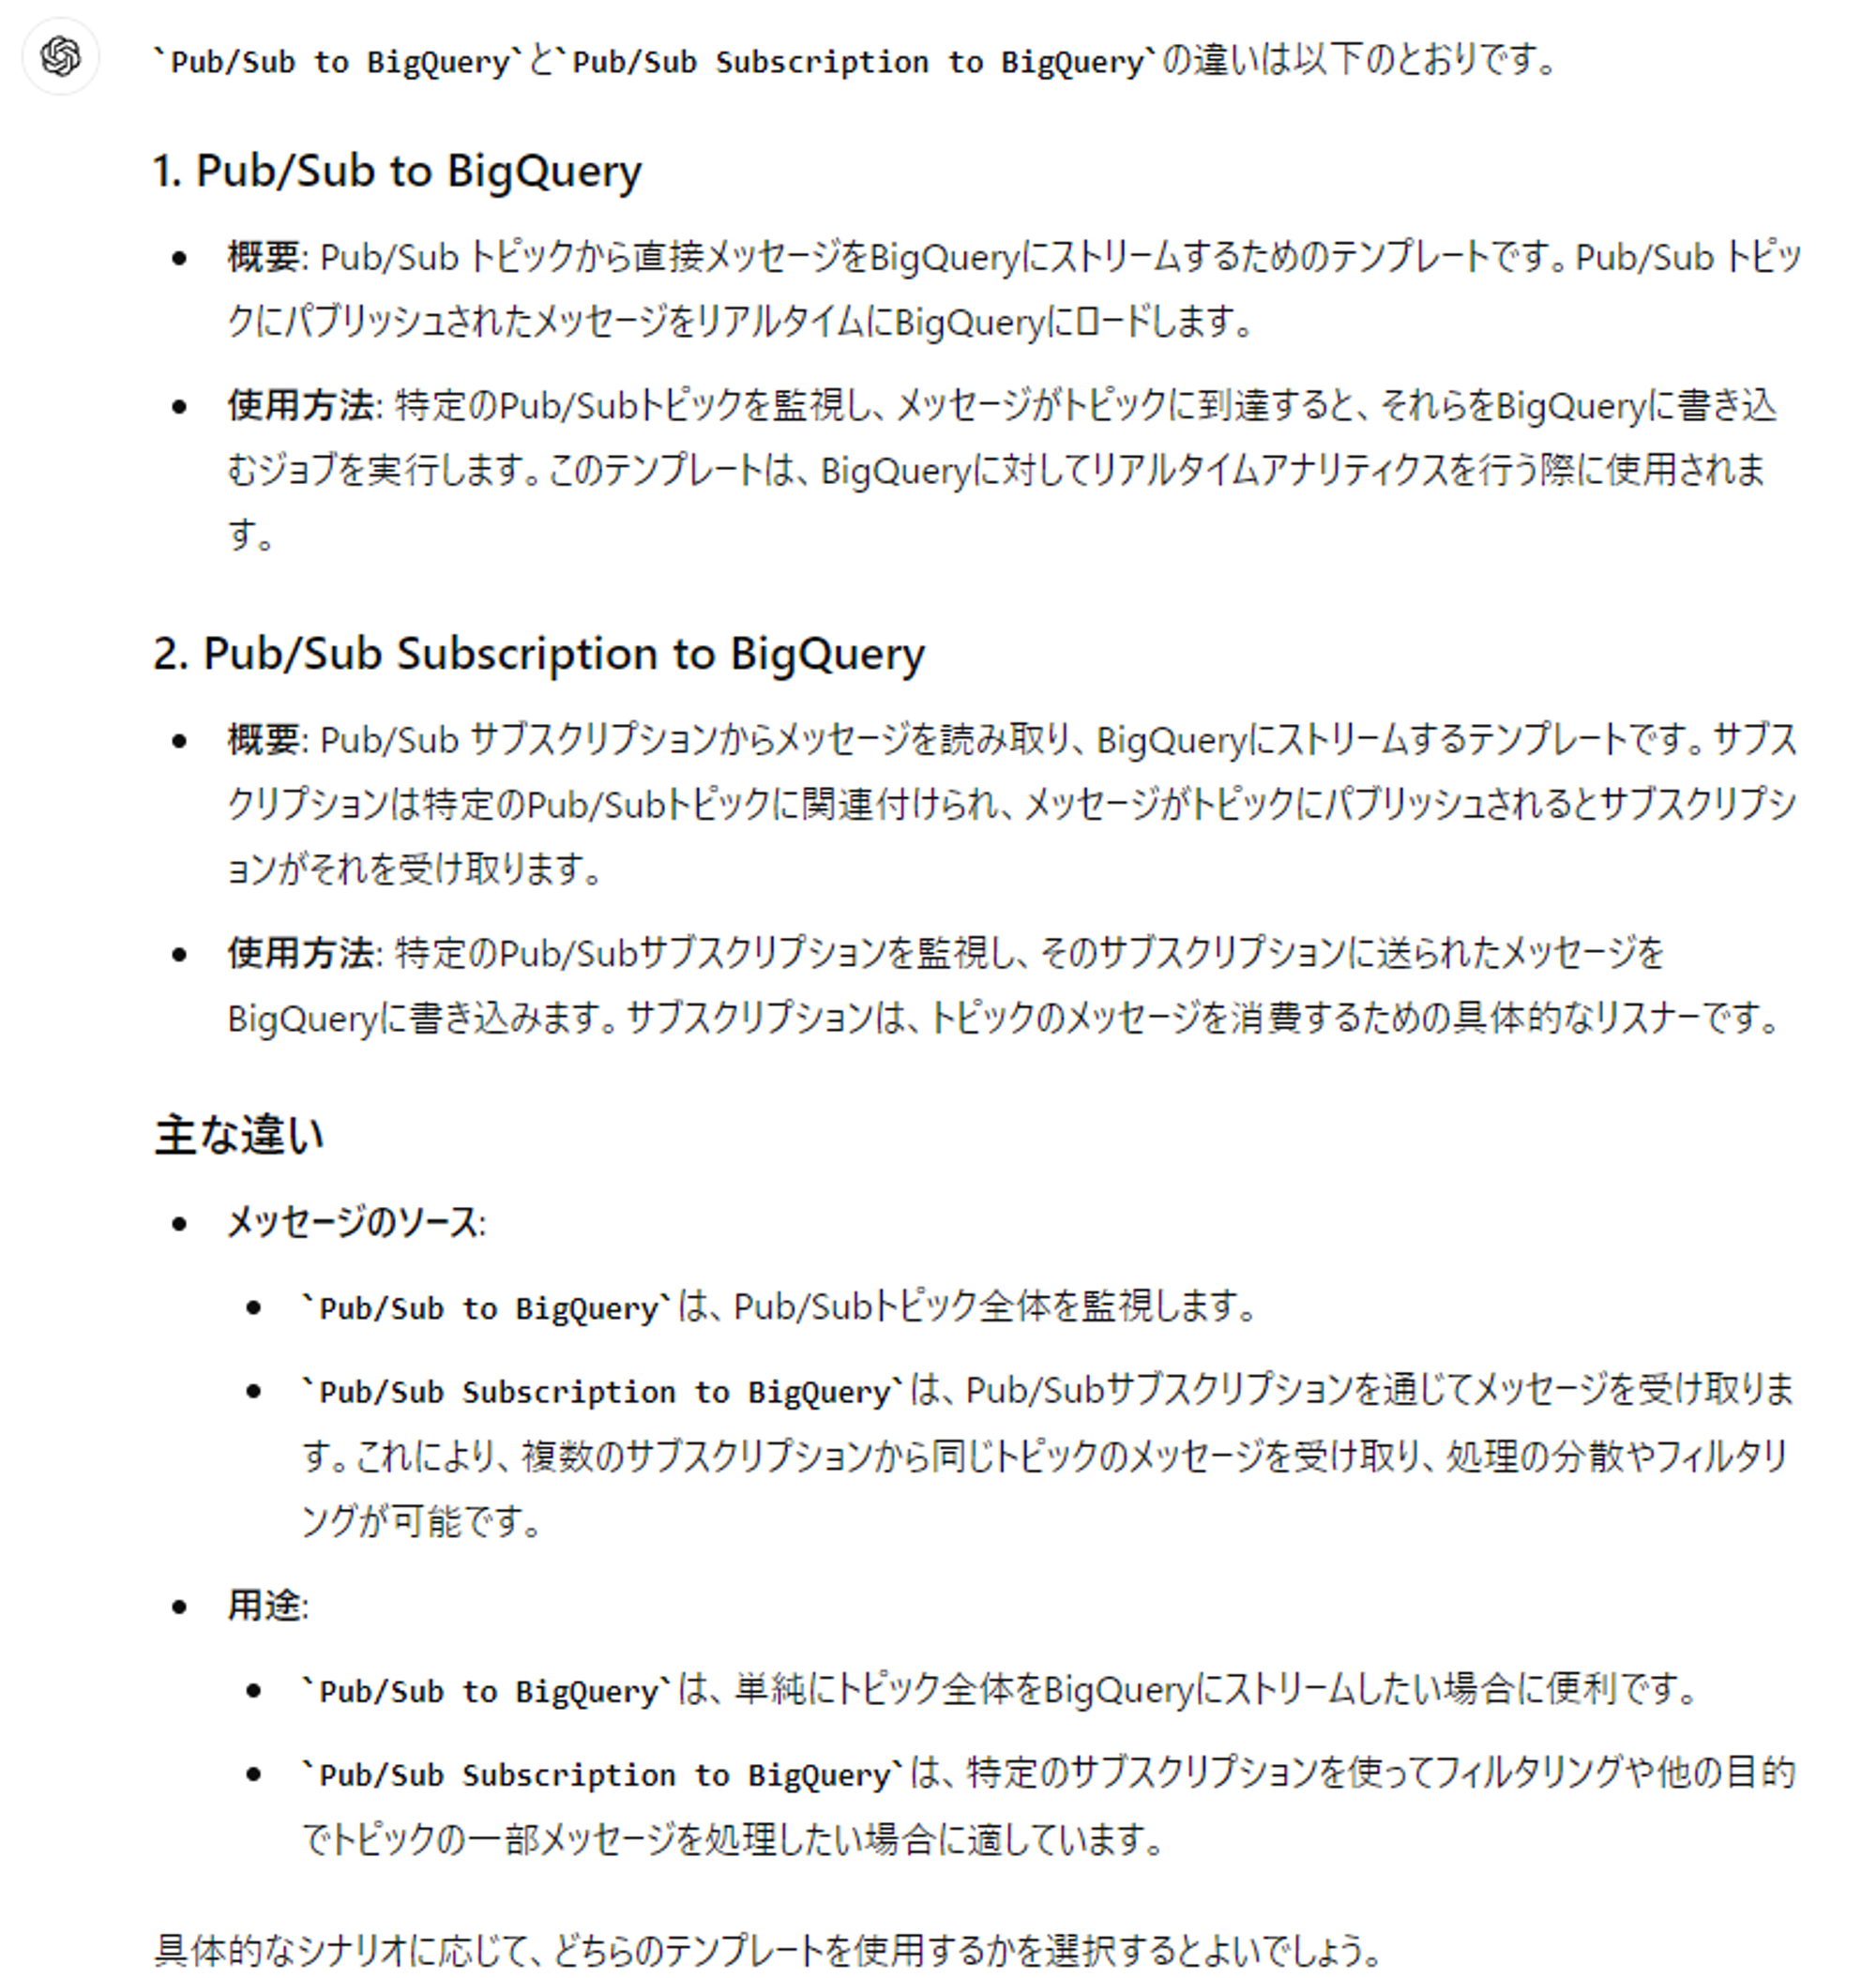 `Pub/Sub to BigQuery`と`Pub/Sub Subscription to BigQuery`の違いは以下のとおりです。
1. Pub/Sub to BigQuery
• 概要: Pub/Sub トピックから直接メッセージをBigQueryにストリームするためのテンプレートです。Pub/Sub トピッ
クにパブリッシュされたメッセージをリアルタイムにBigQueryにロードします。
• 使用方法: 特定のPub/Subトピックを監視し、メッセージがトピックに到達すると、それらをBigQueryに書き込
むジョブを実行します。このテンプレートは、BigQueryに対してリアルタイムアナリティクスを行う際に使用されま
す。
2. Pub/Sub Subscription to BigQuery
• 概要: Pub/Sub サブスクリプションからメッセージを読み取り、BigQueryにストリームするテンプレートです。サブス
クリプションは特定のPub/Subトピックに関連付けられ、メッセージがトピックにパブリッシュされるとサブスクリプシ
ョンがそれを受け取ります。
• 使用方法: 特定のPub/Subサブスクリプションを監視し、そのサブスクリプションに送られたメッセージを
BigQueryに書き込みます。サブスクリプションは、トピックのメッセージを消費するための具体的なリスナーです。
主な違い
• メッセージのソース:
• `Pub/Sub to BigQuery`は、Pub/Subトピック全体を監視します。
• `Pub/Sub Subscription to BigQuery`は、Pub/Subサブスクリプションを通じてメッセージを受け取りま
す。これにより、複数のサブスクリプションから同じトピックのメッセージを受け取り、処理の分散やフィルタリ
ングが可能です。
• 用途:
• `Pub/Sub to BigQuery`は、単純にトピック全体をBigQueryにストリームしたい場合に便利です。
• `Pub/Sub Subscription to BigQuery`は、特定のサブスクリプションを使ってフィルタリングや他の目的
でトピックの一部メッセージを処理したい場合に適しています。
具体的なシナリオに応じて、どちらのテンプレートを使用するかを選択するとよいでしょう。